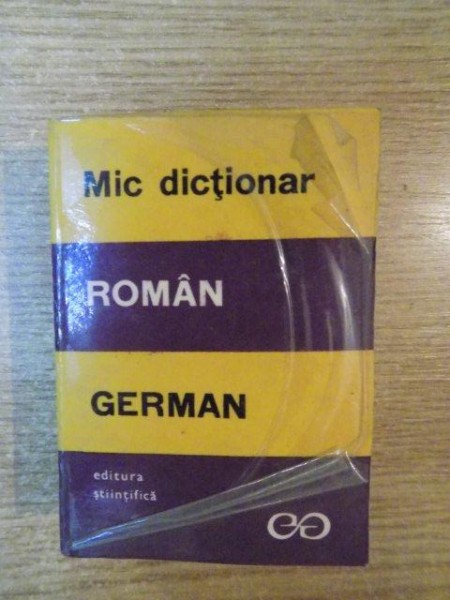 Mic dicţionar
ROMÂN
GERMAN
editura
ştiinţifică